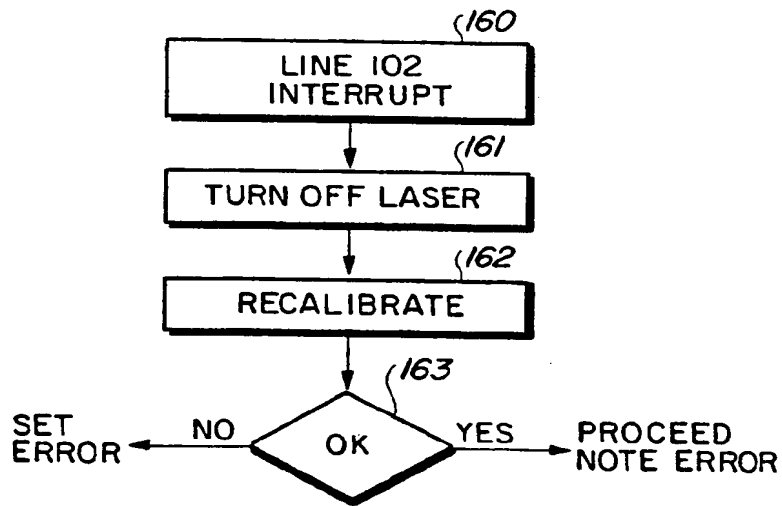 160
LINE 102
INTERRUPT
161
TURN OFF LASER
162
RECALIBRATE
163
SET
ERROR
NO
OK
YES
PROCEED
NOTE ERROR